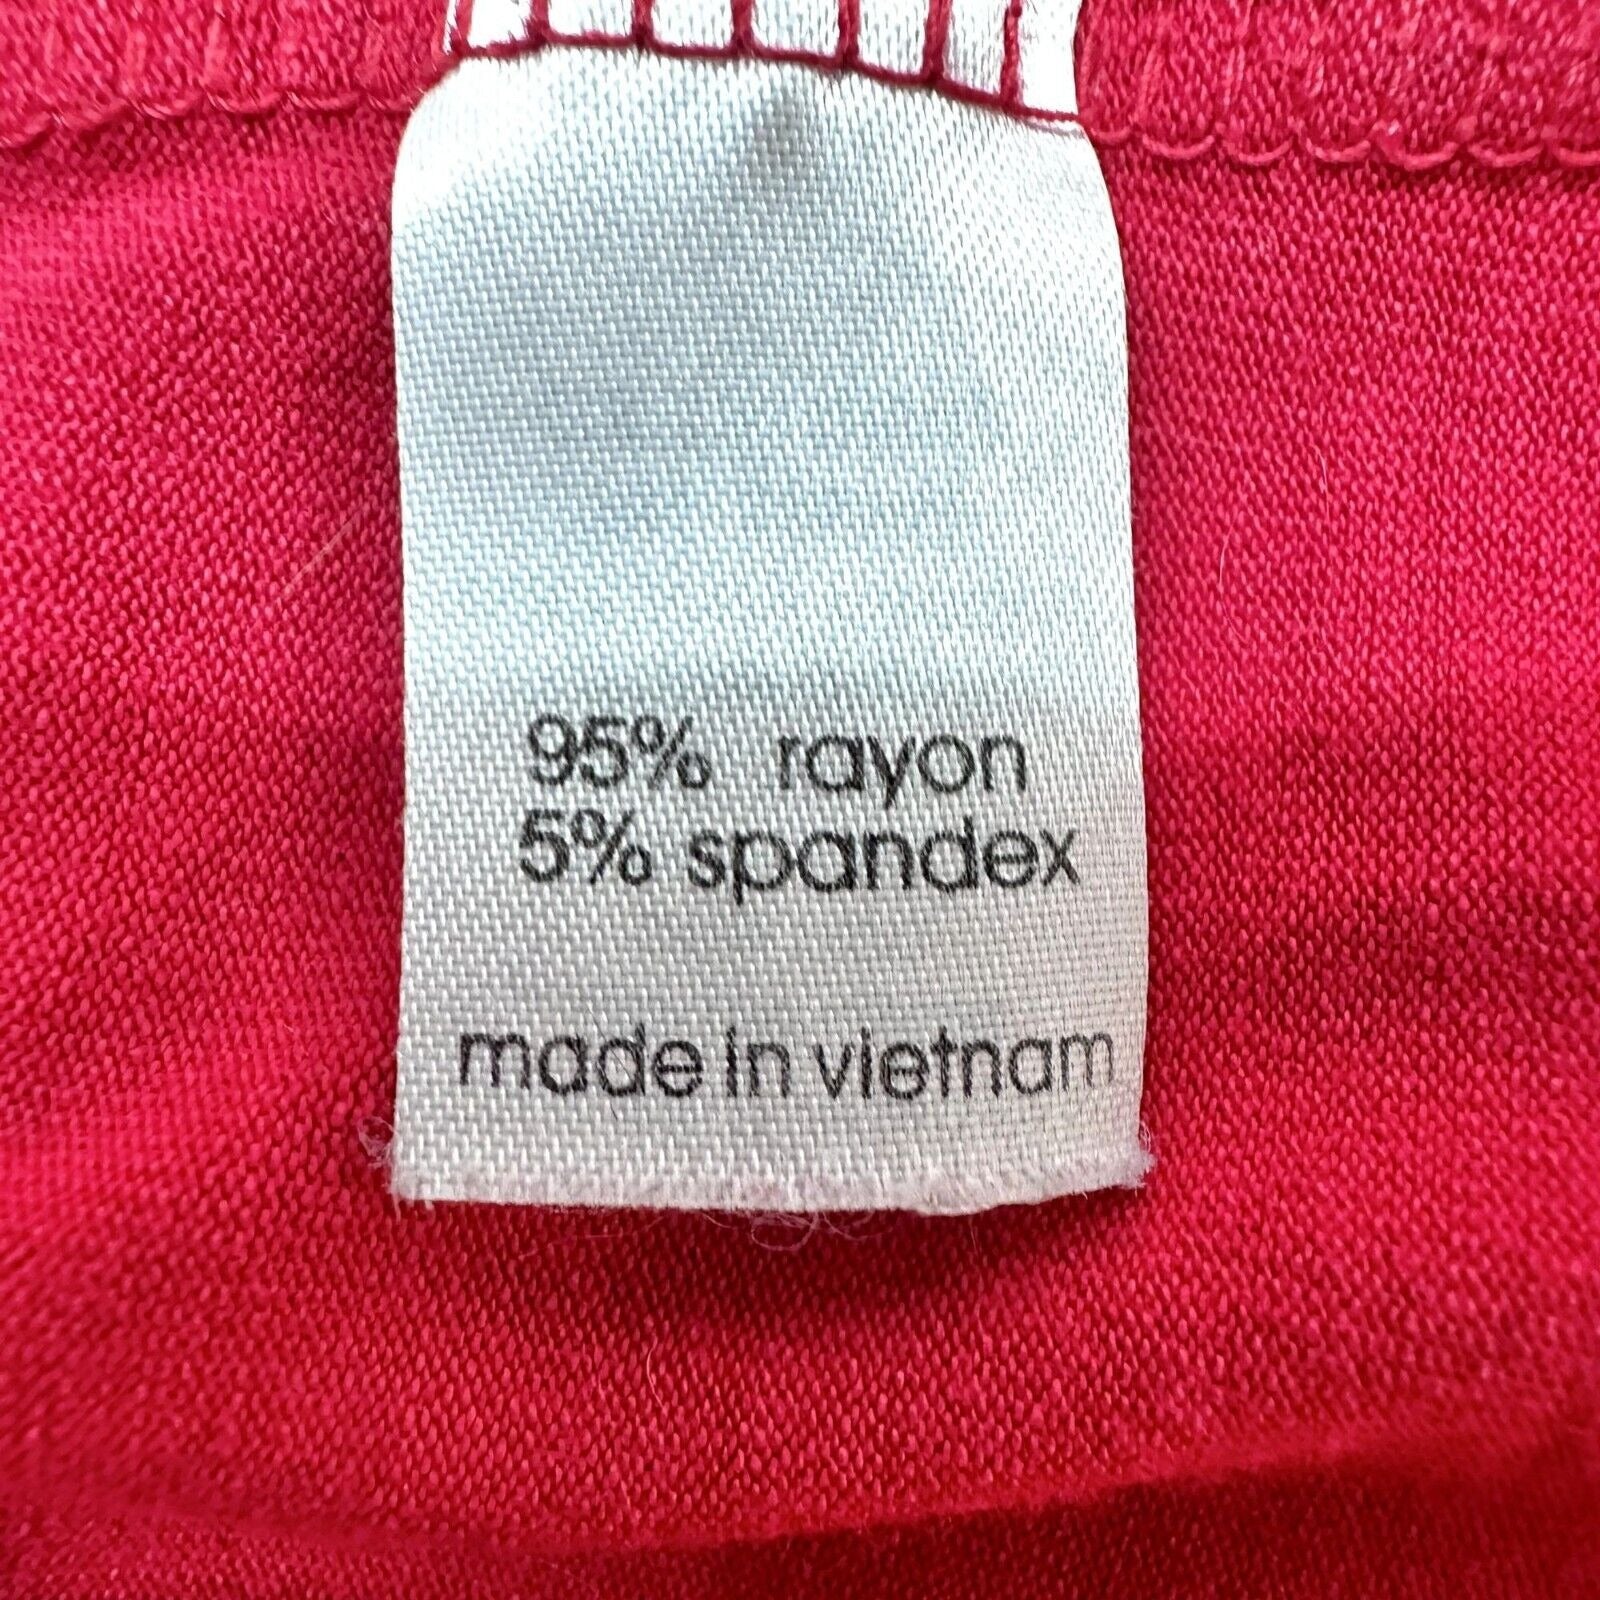 95% rayon
5% spandex
made in vietnam